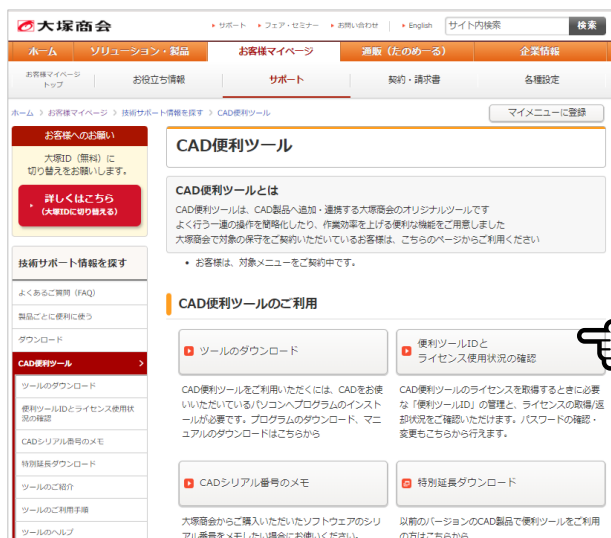 大塚商会
サポート フェア・セミナー お問い合わせ English サイト内検索 検索
ホーム ソリューション・製品 お客様マイページ 通販（たのめーる） 企業情報
お客様マイページ
トップ
お役立ち情報 サポート 契約・請求書 各種設定
ホーム > お客様マイページ > 技術サポート情報を探す > CAD便利ツール
マイメニューに登録
お客様へのお願い
大塚ID（無料）に
切り替えをお願いします。
詳しくはこちら
（大塚IDに切り替える）
技術サポート情報を探す
よくあるご質問（FAQ）
製品ごとに便利に使う
ダウンロード
CAD便利ツール
ツールのダウンロード
便利ツールIDとライセンス使用状
況の確認
CADシリアル番号のメモ
特別延長ダウンロード
ツールのご紹介
ツールのご利用手順
ツールのヘルプ
CAD便利ツール
CAD便利ツールとは
CAD便利ツールは、CAD製品へ追加・連携する大塚商会のオリジナルツールです
よく行う一連の操作を簡略化したり、作業効率を上げる便利な機能をご用意しました
大塚商会で対象の保守をご契約いただいているお客様は、こちらのページからご利用ください
• お客様は、対象メニューをご契約中です。
CAD便利ツールのご利用
ツールのダウンロード
CAD便利ツールをご利用いただくには、CADをお使
いいただいているパソコンへプログラムのインスト
ールが必要です。プログラムのダウンロード、マニ
ュアルのダウンロードはこちらから
便利ツールIDと
ライセンス使用状況の確認
CAD便利ツールのライセンスを取得するときに必要
な「便利ツールID」の管理と、ライセンスの取得/返
却状況をご確認いただけます。パスワードの確認・
変更もこちらから行えます。
CADシリアル番号のメモ
大塚商会からご購入いただいたソフトウェアのシリ
アル番号をメモしたい場合にお使いください。
特別延長ダウンロード
以前のバージョンのCAD製品で便利ツールをご利用
の方はこちらから